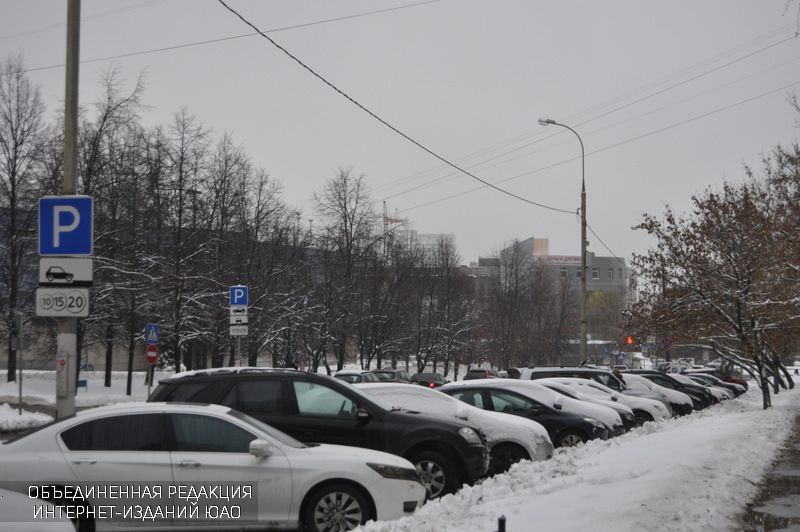 P
10 15 20
P
ОБЪЕДИНЕННАЯ РЕДАКЦИЯ
ИНТЕРНЕТ-ИЗДАНИЙ ЮАО